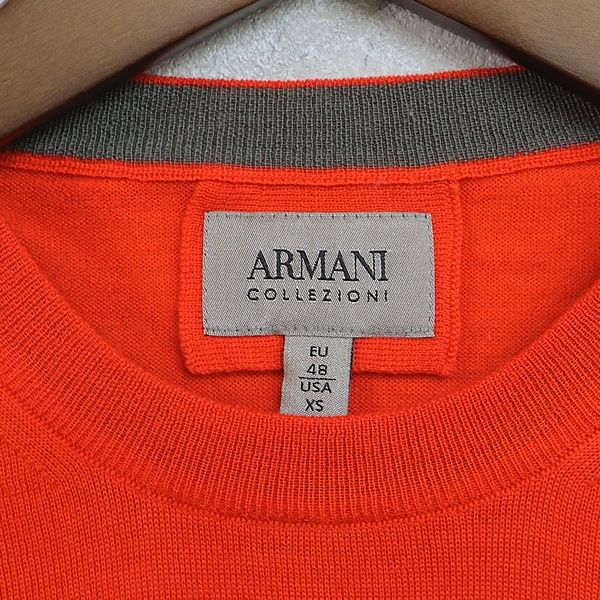 ARMANI
COLLEZIONI
EU
48
USA
XS